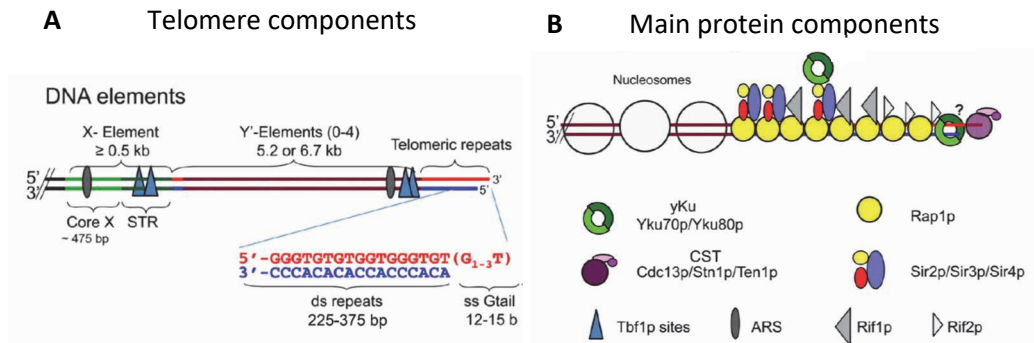 A Telomere components
DNA elements
X- Element
≥ 0.5 kb
Y'-Elements (0-4)
5.2 or 6.7 kb
Telomeric repeats
5'
3'
3'
5'
Core X
~ 475 bp
STR
5'-GGGTGTGTGGTGGGTGT(G1-3T)
3'-CCCACACACCACCCACA
ds repeats
225-375 bp
ss Gtail
12-15 b
Tbf1p sites
ARS
B Main protein components
Nucleosomes
?
5'
3'
yKu
Yku70p/Yku80p
Rap1p
CST
Cdc13p/Stn1p/Ten1p
Sir2p/Sir3p/Sir4p
Rif1p
Rif2p